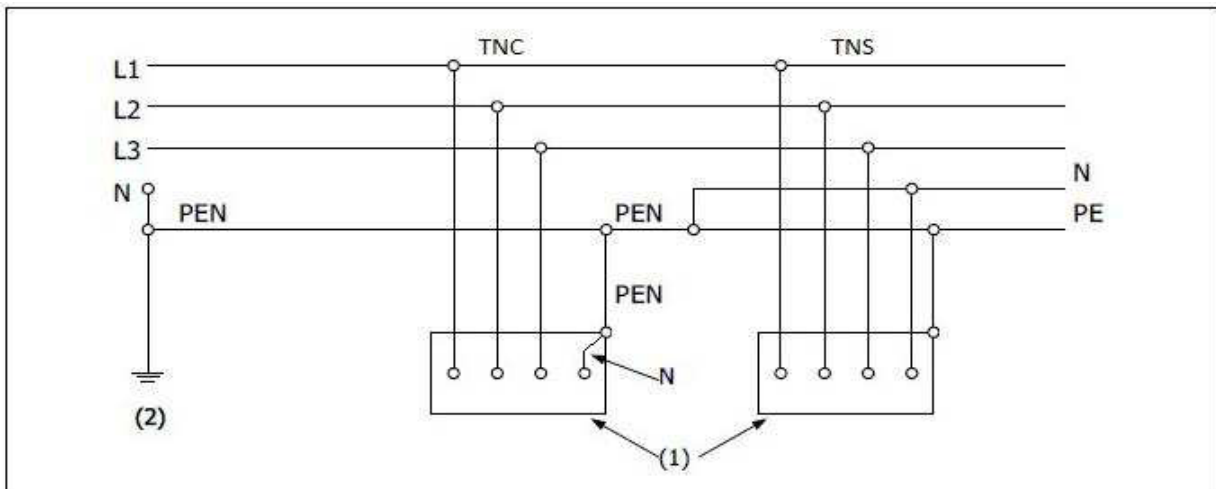 TNC TNS
L1
L2
L3
N N
PEN PEN PE
PEN
N
(2)
(1)